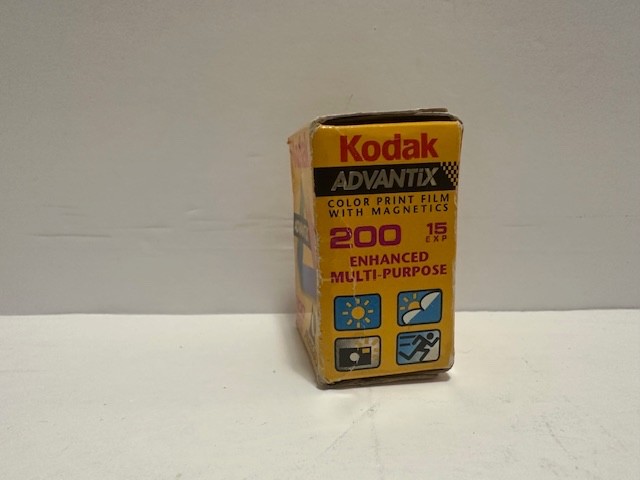 Kodak
ADVANTiX
COLOR PRINT FILM
WITH MAGNETICS
200 15
EXP
ENHANCED
MULTI-PURPOSE